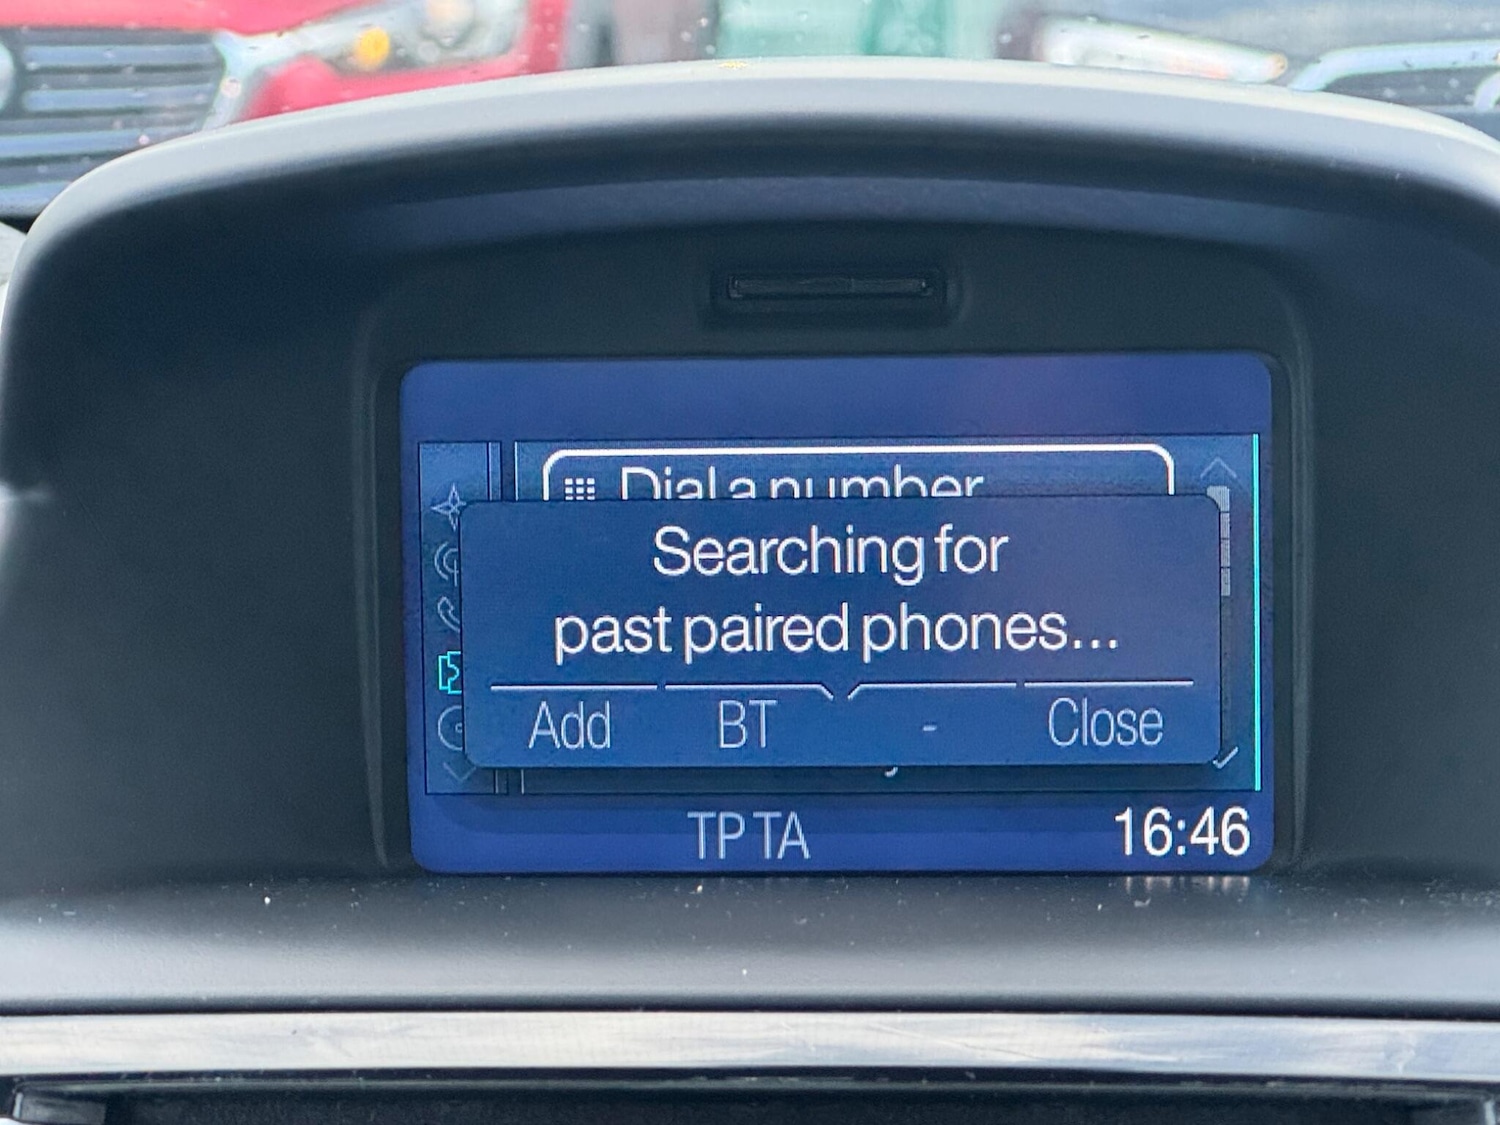 Dial a number
Searching for
past paired phones...
Add BT - Close
TP TA 16:46